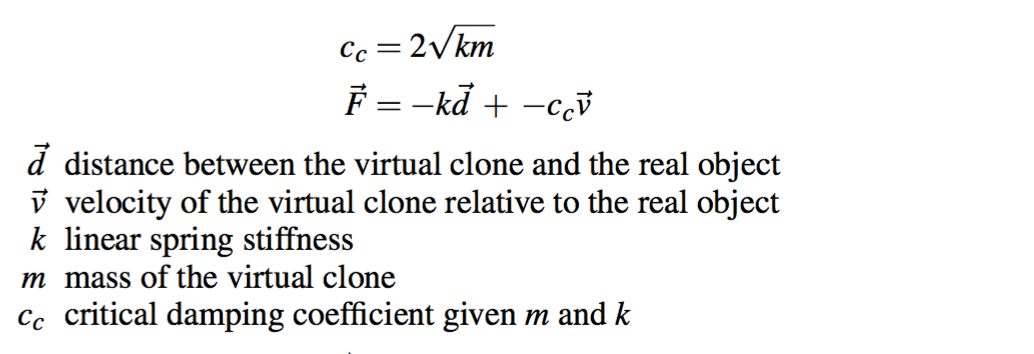 c_c = 2√km
F⃗ = −kd⃗ + −c_c v⃗
d⃗ distance between the virtual clone and the real object
v⃗ velocity of the virtual clone relative to the real object
k linear spring stiffness
m mass of the virtual clone
c_c critical damping coefficient given m and k